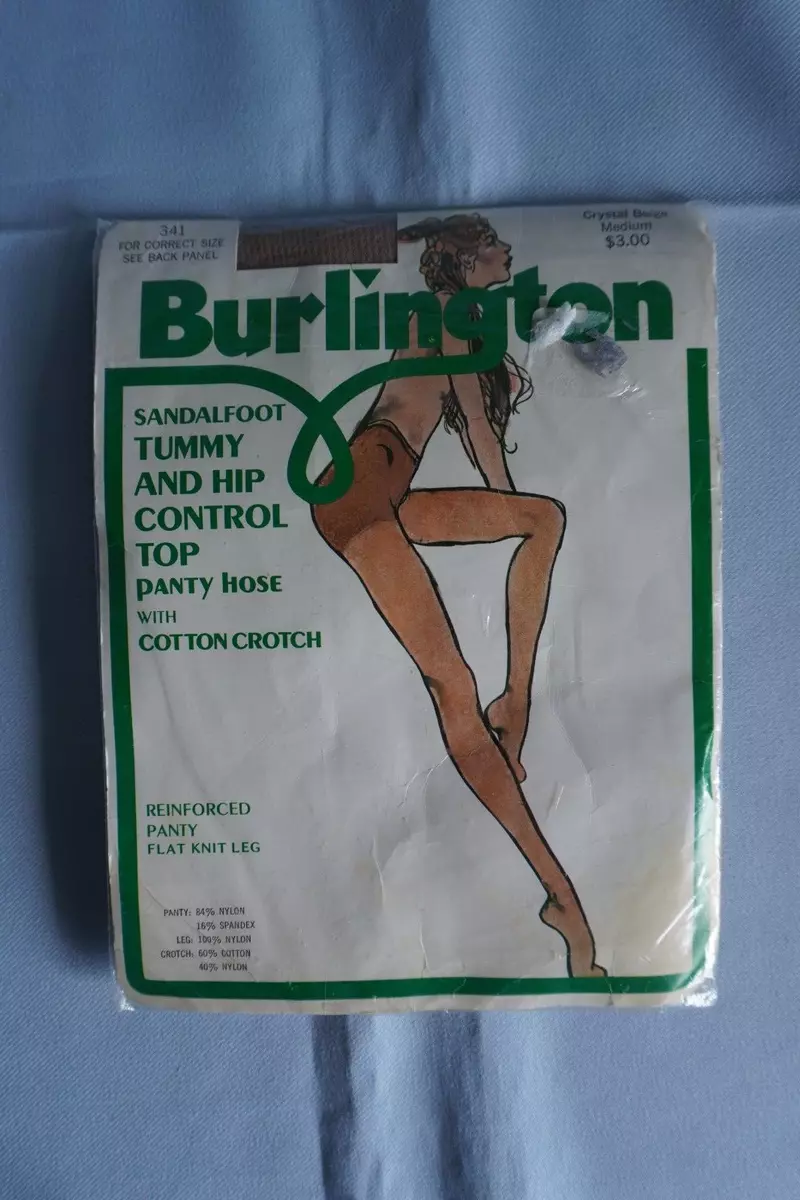 341
FOR CORRECT SIZE
SEE BACK PANEL
Crystal Beige
Medium
$3.00
Burlington
SANDALFOOT
TUMMY
AND HIP
CONTROL
TOP
panty hose
WITH
COTTON CROTCH
REINFORCED
PANTY
FLAT KNIT LEG
PANTY: 84% NYLON
16% SPANDEX
LEG: 100% NYLON
CROTCH: 60% COTTON
40% NYLON